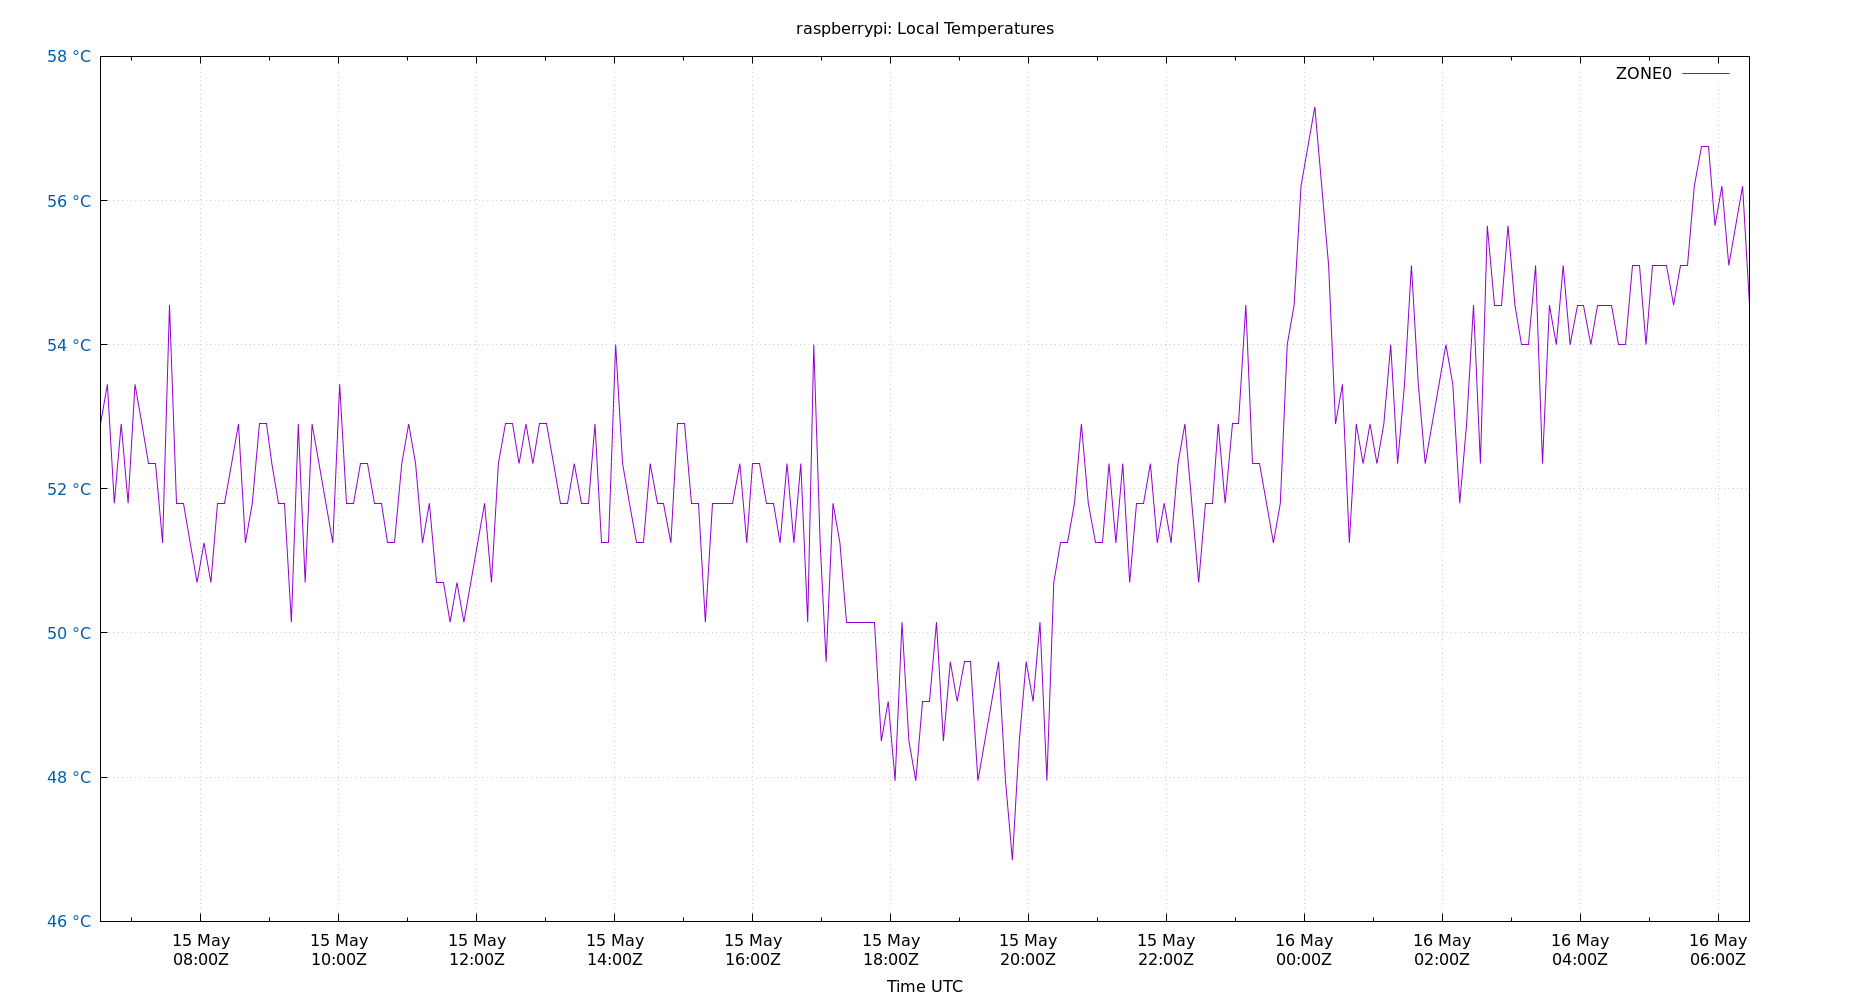 raspberrypi: Local Temperatures
58 °C
ZONE0
56 °C
54 °C
52 °C
50 °C
48 °C
46 °C
15 May 15 May 15 May 15 May 15 May 15 May 15 May 15 May 16 May 16 May 16 May 16 May
08:00Z 10:00Z 12:00Z 14:00Z 16:00Z 18:00Z 20:00Z 22:00Z 00:00Z 02:00Z 04:00Z 06:00Z
Time UTC